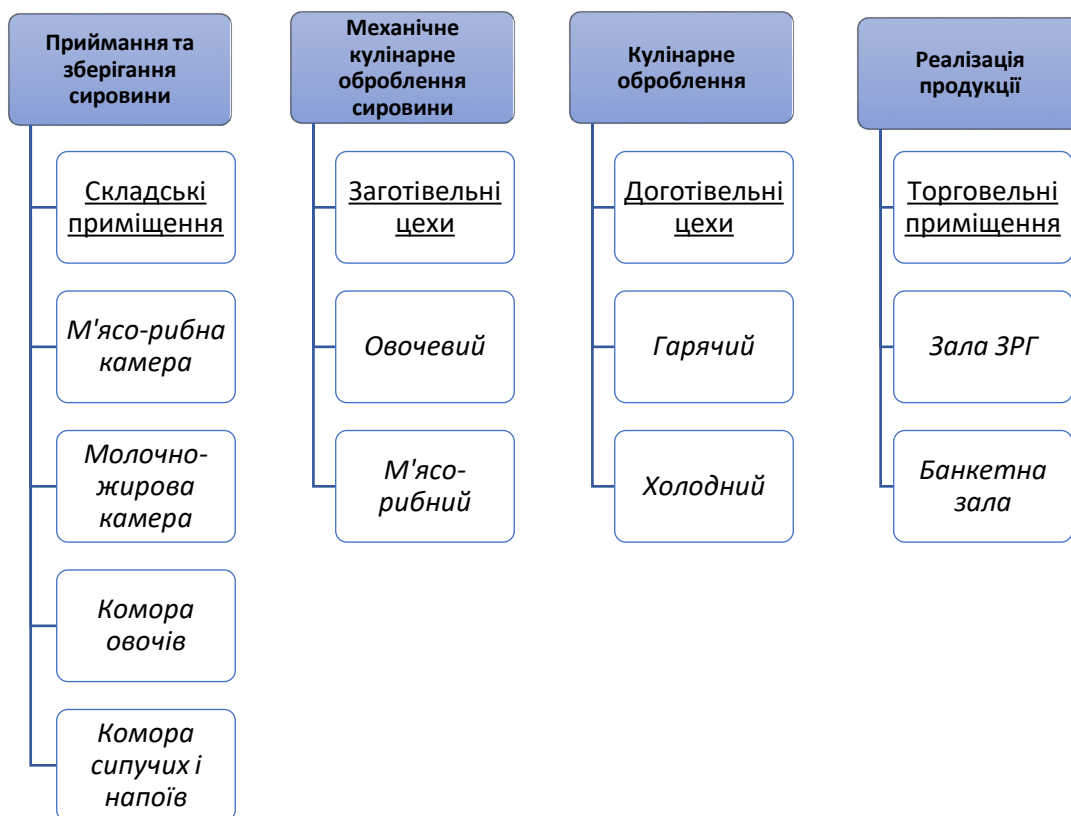 Приймання та
зберігання
сировини
Складські
приміщення
М'ясо-рибна
камера
Молочно-
жирова
камера
Комора
овочів
Комора
сипучих і
напоїв
Механічне
кулінарне
оброблення
сировини
Заготівельні
цехи
Овочевий
М'ясо-
рибний
Кулінарне
оброблення
Доготівельні
цехи
Гарячий
Холодний
Реалізація
продукції
Торговельні
приміщення
Зала ЗРГ
Банкетна
зала